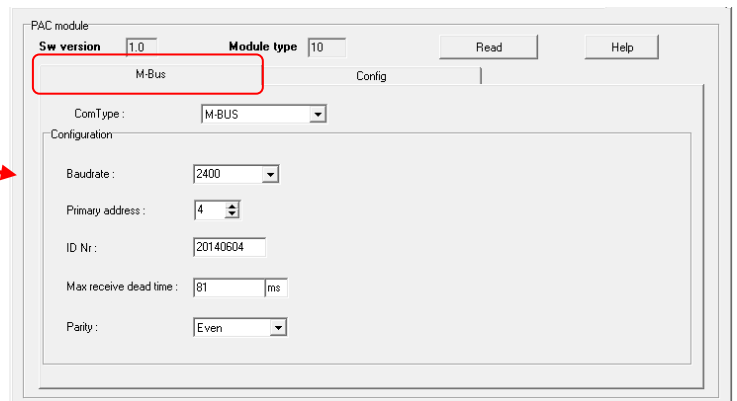 PAC module
Sw version 1.0 Module type 10 Read Help
M-Bus Config
ComType : M-BUS
Configuration
Baudrate : 2400
Primary address : 4
ID Nr : 20140604
Max receive dead time : 81 ms
Parity : Even